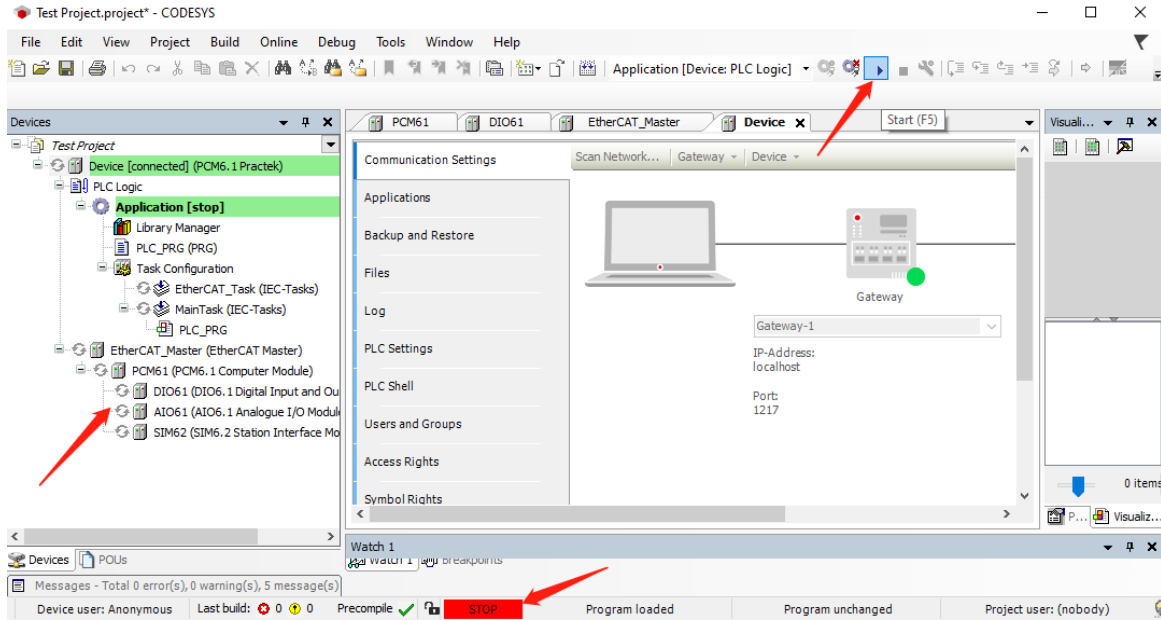 Test Project.project* - CODESYS
File Edit View Project Build Online Debug Tools Window Help
Application [Device: PLC Logic]
Start (F5)
Devices
Test Project
Device [connected] (PCM6.1 Practek)
PLC Logic
Application [stop]
Library Manager
PLC_PRG (PRG)
Task Configuration
EtherCAT_Task (IEC-Tasks)
MainTask (IEC-Tasks)
PLC_PRG
EtherCAT_Master (EtherCAT Master)
PCM61 (PCM6.1 Computer Module)
DIO61 (DIO6.1 Digital Input and Ou
AIO61 (AIO6.1 Analogue I/O Modul
SIM62 (SIM6.2 Station Interface Mo
Devices POUs
PCM61 DIO61 EtherCAT_Master Device
Communication Settings
Applications
Backup and Restore
Files
Log
PLC Settings
PLC Shell
Users and Groups
Access Rights
Symbol Rights
Scan Network... Gateway Device
Gateway
Gateway-1
IP-Address:
localhost
Port:
1217
Visuali...
0 items
P... Visualiz...
Watch 1
Watch 1 Breakpoints
Messages - Total 0 error(s), 0 warning(s), 5 message(s)
Device user: Anonymous Last build: 0 0 Precompile STOP Program loaded Program unchanged Project user: (nobody)